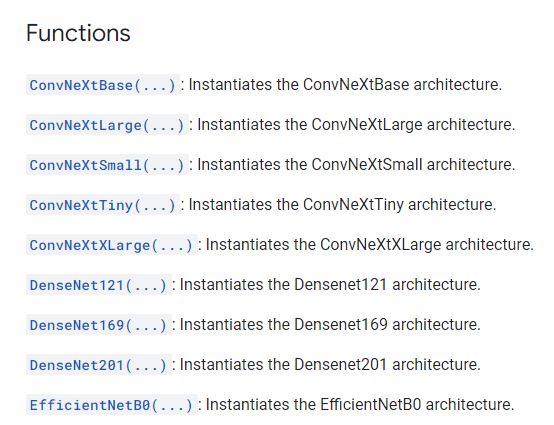 Functions
ConvNeXtBase(...): Instantiates the ConvNeXtBase architecture.
ConvNeXtLarge(...): Instantiates the ConvNeXtLarge architecture.
ConvNeXtSmall(...): Instantiates the ConvNeXtSmall architecture.
ConvNeXtTiny(...): Instantiates the ConvNeXtTiny architecture.
ConvNeXtXLarge(...): Instantiates the ConvNeXtXLarge architecture.
DenseNet121(...): Instantiates the Densenet121 architecture.
DenseNet169(...): Instantiates the Densenet169 architecture.
DenseNet201(...): Instantiates the Densenet201 architecture.
EfficientNetB0(...): Instantiates the EfficientNetB0 architecture.